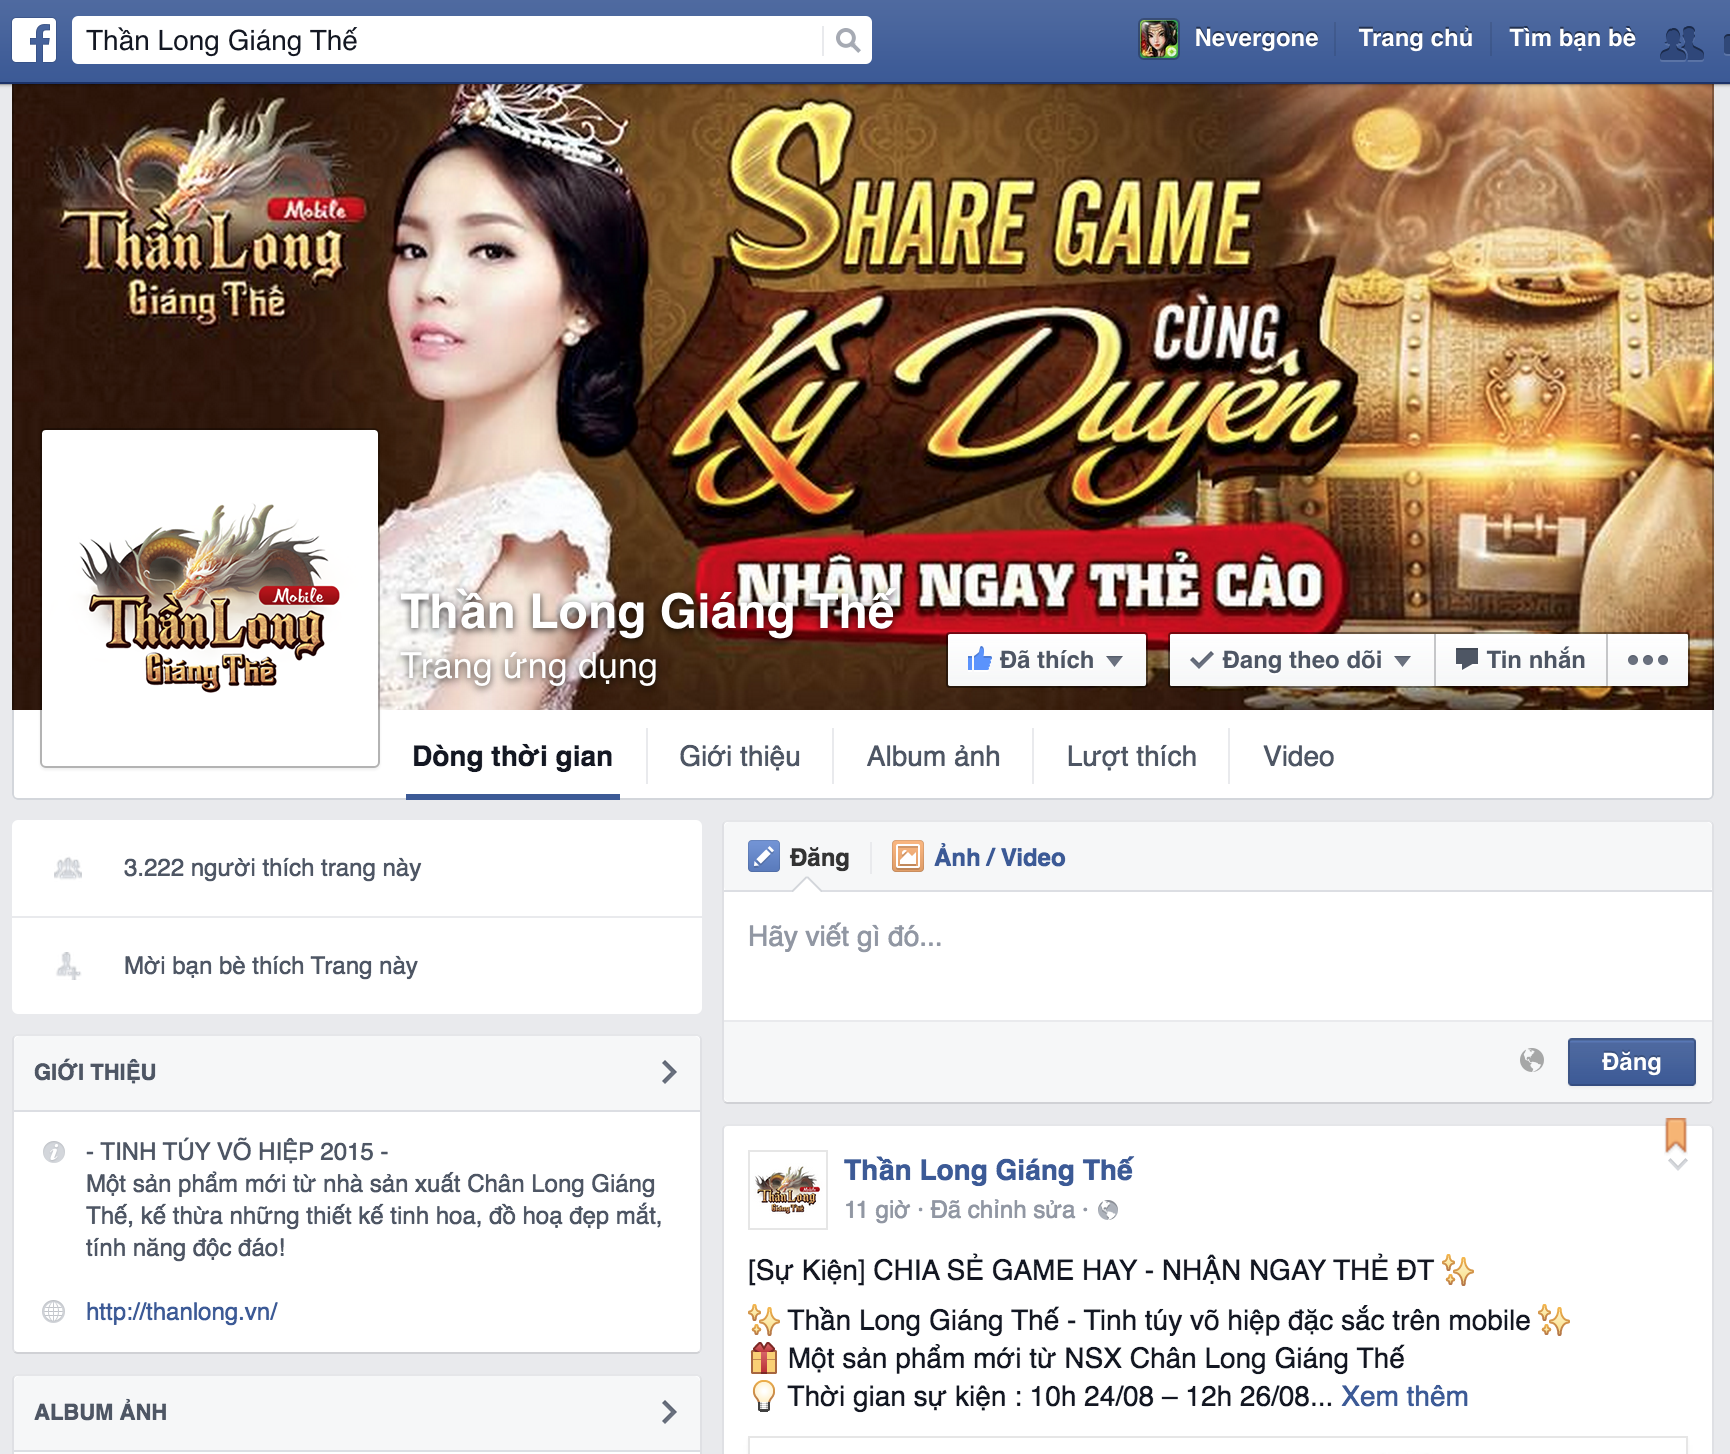 Thần Long Giáng Thế
Nevergone
Trang chủ
Tìm bạn bè
Mobile
Thần Long
Giáng Thế
SHARE GAME
CÙNG
Kỳ Duyên
NHẬN NGAY THẺ CÀO
Mobile
Thần Long
Giáng Thế
Thần Long Giáng Thế
Trang ứng dụng
Đã thích
Đang theo dõi
Tin nhắn
Dòng thời gian
Giới thiệu
Album ảnh
Lượt thích
Video
3.222 người thích trang này
Mời bạn bè thích Trang này
GIỚI THIỆU
- TINH TÚY VÕ HIỆP 2015 -
Một sản phẩm mới từ nhà sản xuất Chân Long Giáng
Thế, kế thừa những thiết kế tinh hoa, đồ hoạ đẹp mắt,
tính năng độc đáo!
http://thanlong.vn/
ALBUM ẢNH
Đăng
Ảnh / Video
Hãy viết gì đó...
Đăng
Thần Long
Giáng Thế
Thần Long Giáng Thế
11 giờ · Đã chỉnh sửa ·
[Sự Kiện] CHIA SẺ GAME HAY - NHẬN NGAY THẺ ĐT ✨
✨ Thần Long Giáng Thế - Tinh túy võ hiệp đặc sắc trên mobile ✨
🎁 Một sản phẩm mới từ NSX Chân Long Giáng Thế
💡 Thời gian sự kiện : 10h 24/08 – 12h 26/08... Xem thêm